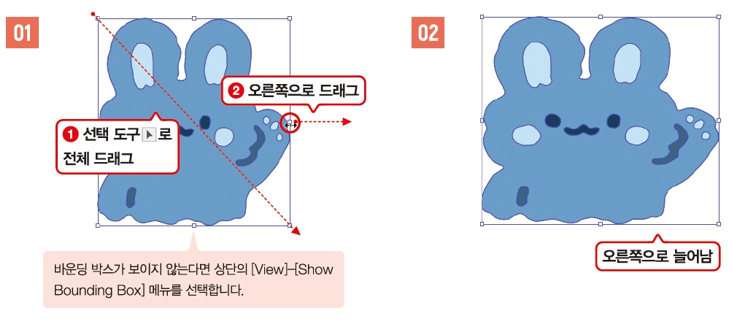 01
❶ 선택 도구로
전체 드래그
❷ 오른쪽으로 드래그
바운딩 박스가 보이지 않는다면 상단의 [View]-[Show
Bounding Box] 메뉴를 선택합니다.
02
오른쪽으로 늘어남